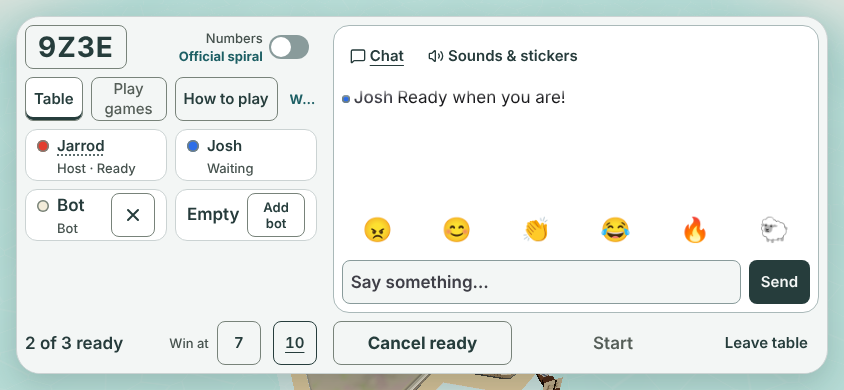 9Z3E
Numbers
Official spiral
Table
Play
games
How to play
W...
Jarrod
Host · Ready
Josh
Waiting
Bot
Bot
Empty
Add
bot
2 of 3 ready
Win at
7
10
Chat
Sounds & stickers
Josh Ready when you are!
Say something...
Send
Cancel ready
Start
Leave table